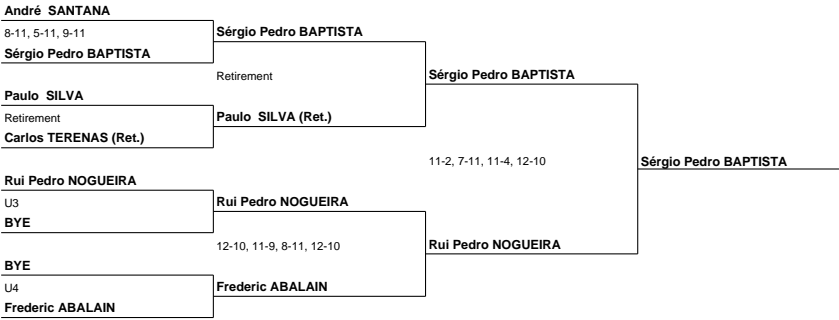 André  SANTANA
8-11, 5-11, 9-11
Sérgio Pedro BAPTISTA
Sérgio Pedro BAPTISTA
Retirement
Sérgio Pedro BAPTISTA
Paulo  SILVA
Retirement
Paulo  SILVA (Ret.)
Carlos TERENAS (Ret.)
11-2, 7-11, 11-4, 12-10
Sérgio Pedro BAPTISTA
Rui Pedro NOGUEIRA
U3
Rui Pedro NOGUEIRA
BYE
12-10, 11-9, 8-11, 12-10
Rui Pedro NOGUEIRA
BYE
U4
Frederic ABALAIN
Frederic ABALAIN